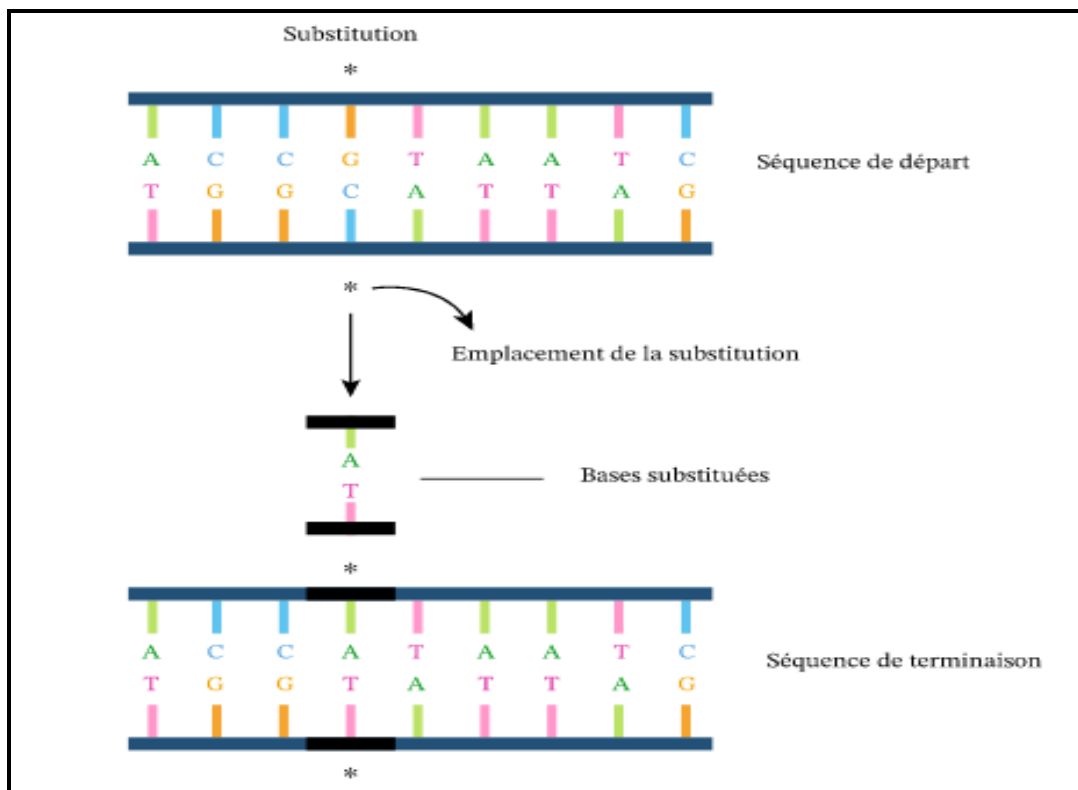 Substitution
*
A C C G T A A T C
Séquence de départ
T G G C A T T A G
*
Emplacement de la substitution
A
Bases substituées
T
*
A C C A T A A T C
Séquence de terminaison
T G G T A T T A G
*